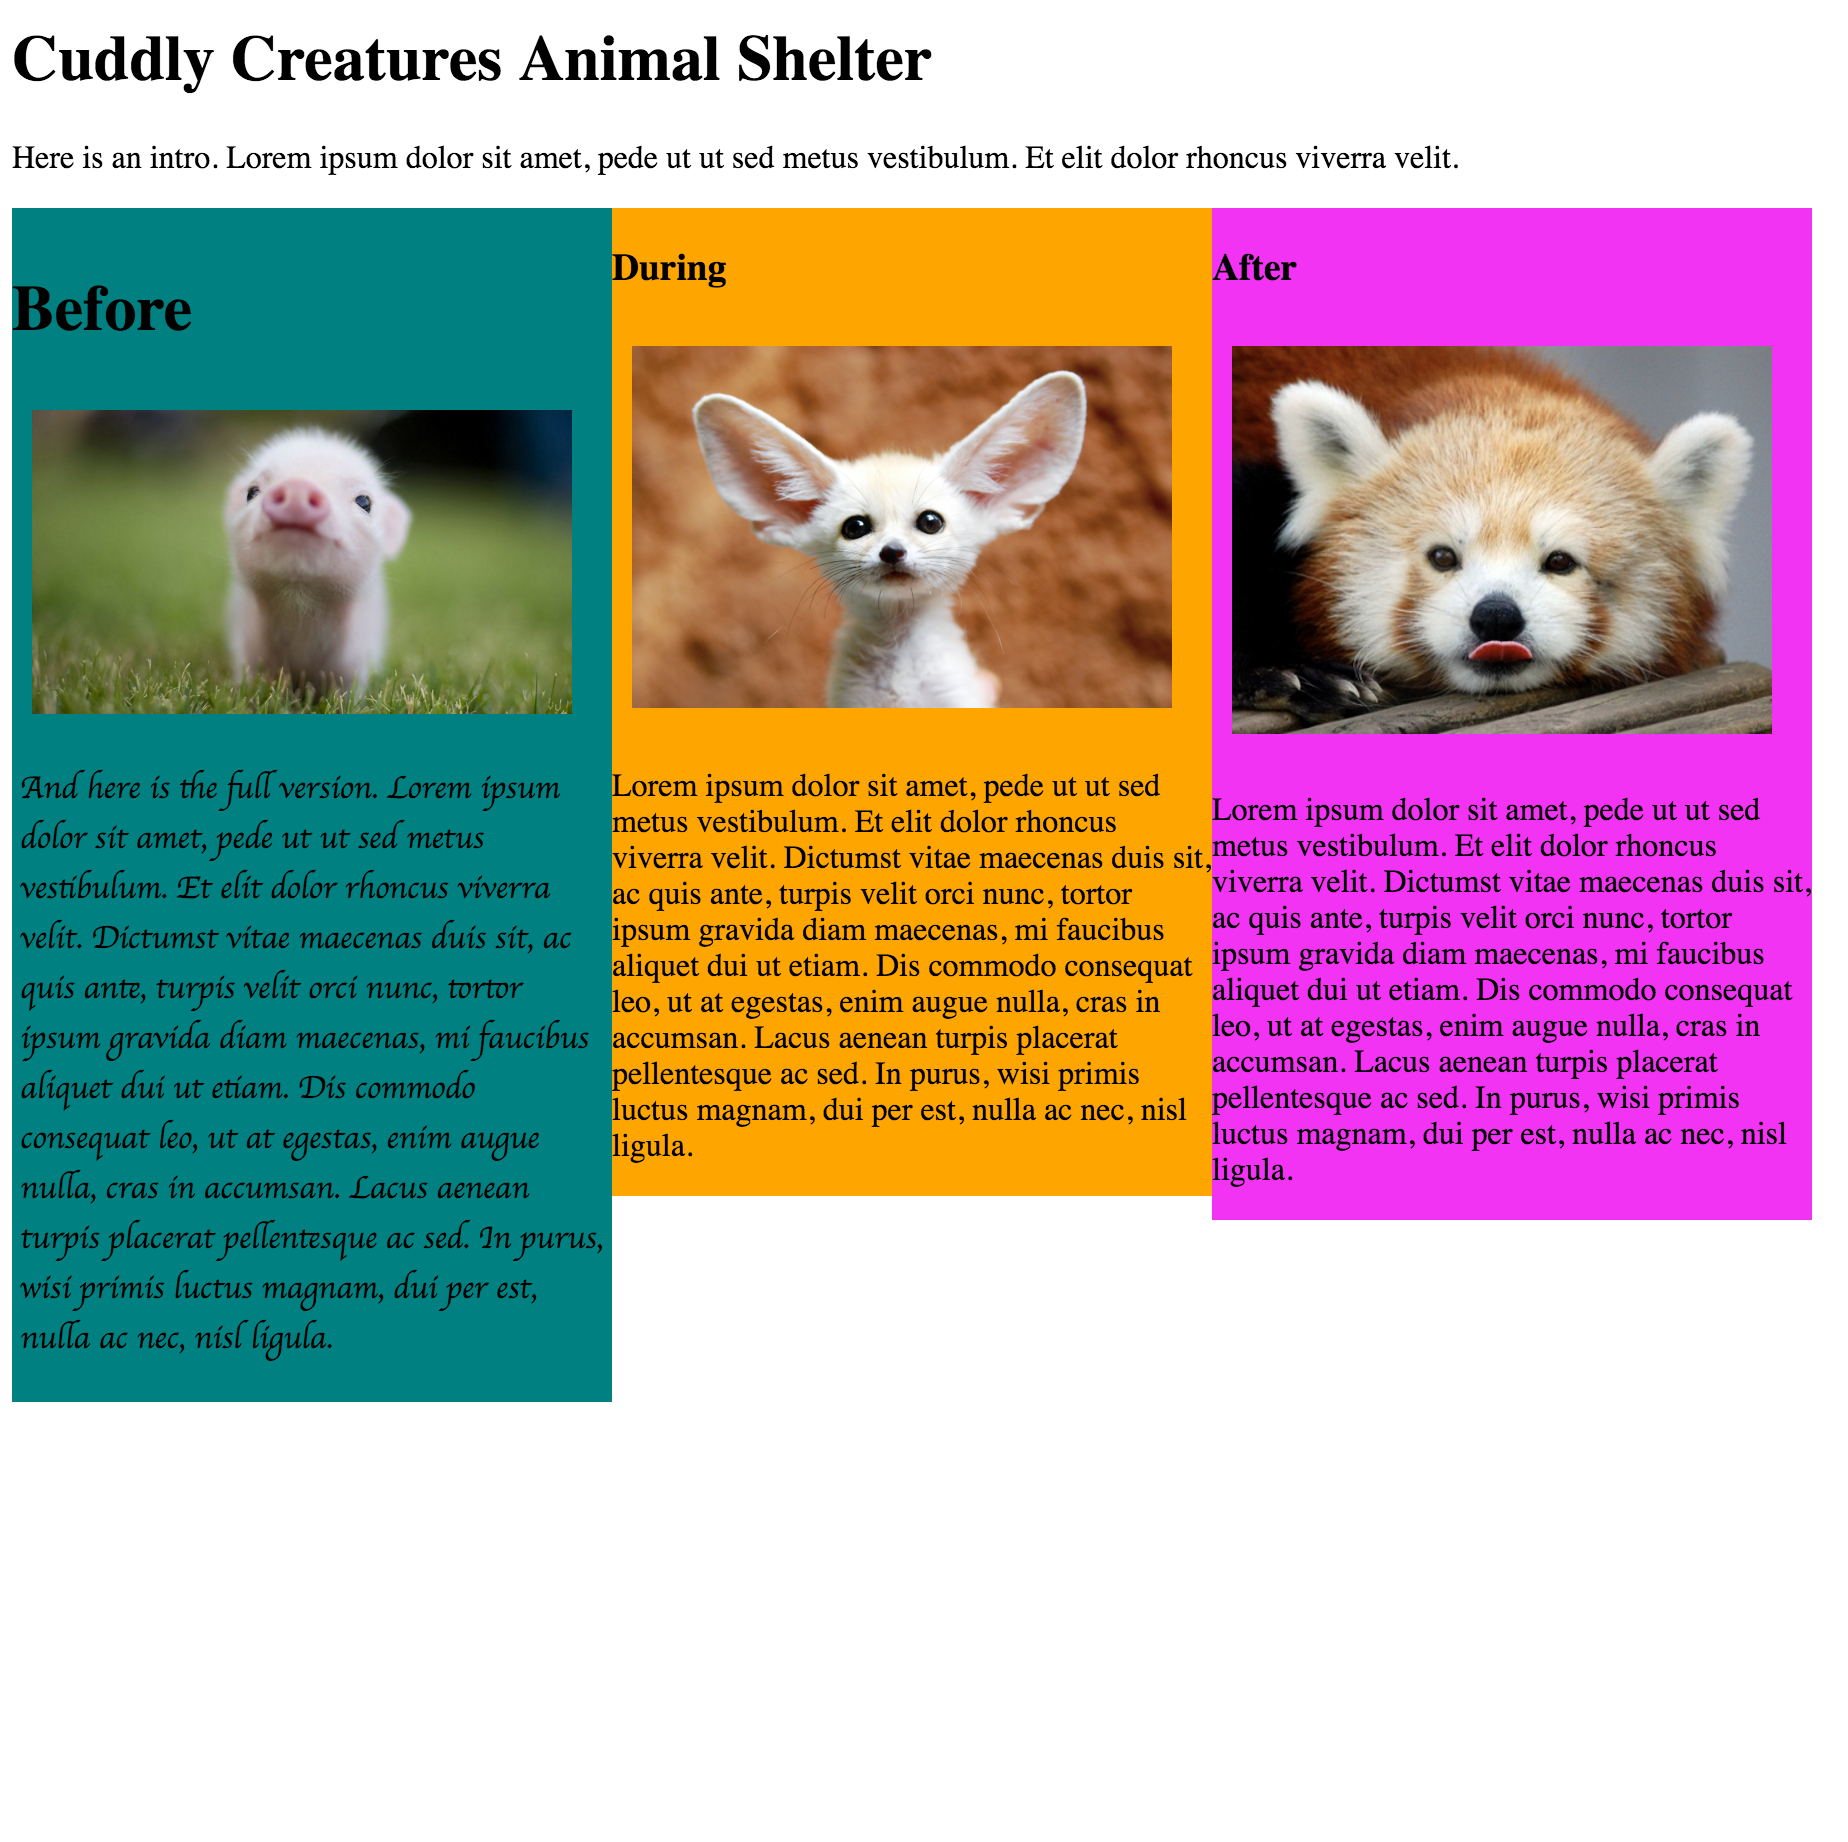 Cuddly Creatures Animal Shelter
Here is an intro. Lorem ipsum dolor sit amet, pede ut ut sed metus vestibulum. Et elit dolor rhoncus viverra velit.
Before
And here is the full version. Lorem ipsum
dolor sit amet, pede ut ut sed metus
vestibulum. Et elit dolor rhoncus viverra
velit. Dictumst vitae maecenas duis sit, ac
quis ante, turpis velit orci nunc, tortor
ipsum gravida diam maecenas, mi faucibus
aliquet dui ut etiam. Dis commodo
consequat leo, ut at egestas, enim augue
nulla, cras in accumsan. Lacus aenean
turpis placerat pellentesque ac sed. In purus,
wisi primis luctus magnam, dui per est,
nulla ac nec, nisl ligula.
During
Lorem ipsum dolor sit amet, pede ut ut sed
metus vestibulum. Et elit dolor rhoncus
viverra velit. Dictumst vitae maecenas duis sit,
ac quis ante, turpis velit orci nunc, tortor
ipsum gravida diam maecenas, mi faucibus
aliquet dui ut etiam. Dis commodo consequat
leo, ut at egestas, enim augue nulla, cras in
accumsan. Lacus aenean turpis placerat
pellentesque ac sed. In purus, wisi primis
luctus magnam, dui per est, nulla ac nec, nisl
ligula.
After
Lorem ipsum dolor sit amet, pede ut ut sed
metus vestibulum. Et elit dolor rhoncus
viverra velit. Dictumst vitae maecenas duis sit,
ac quis ante, turpis velit orci nunc, tortor
ipsum gravida diam maecenas, mi faucibus
aliquet dui ut etiam. Dis commodo consequat
leo, ut at egestas, enim augue nulla, cras in
accumsan. Lacus aenean turpis placerat
pellentesque ac sed. In purus, wisi primis
luctus magnam, dui per est, nulla ac nec, nisl
ligula.